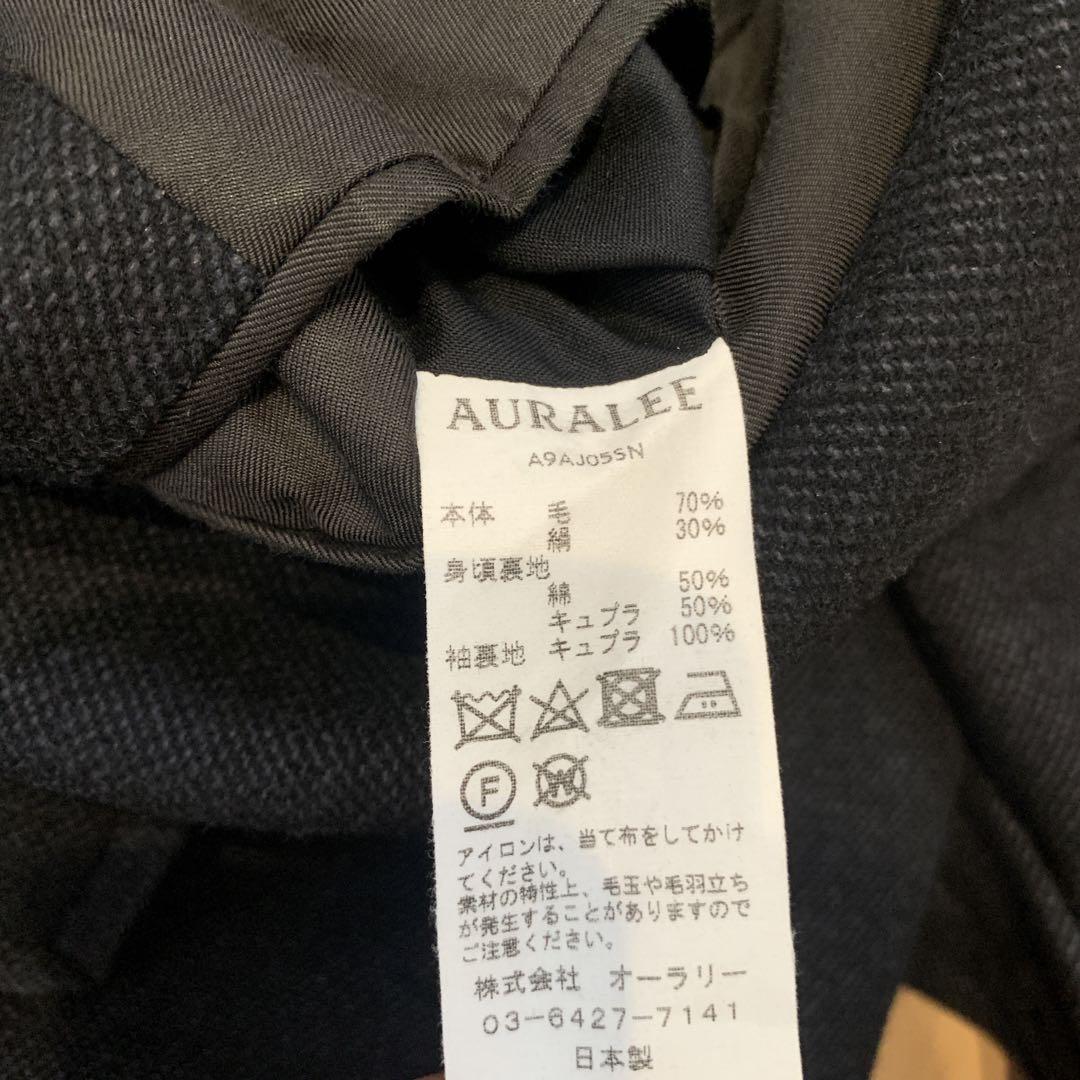 AURALEE
A9AJ05SN
本体 毛 70%
絹 30%
身頃裏地
綿 50%
キュプラ 50%
袖裏地 キュプラ 100%
F W
アイロンは、当て布をしてかけ
てください。
素材の特性上、毛玉や毛羽立ち
が発生することがありますので
ご注意ください。
株式会社 オーラリー
03-6427-7141
日本製